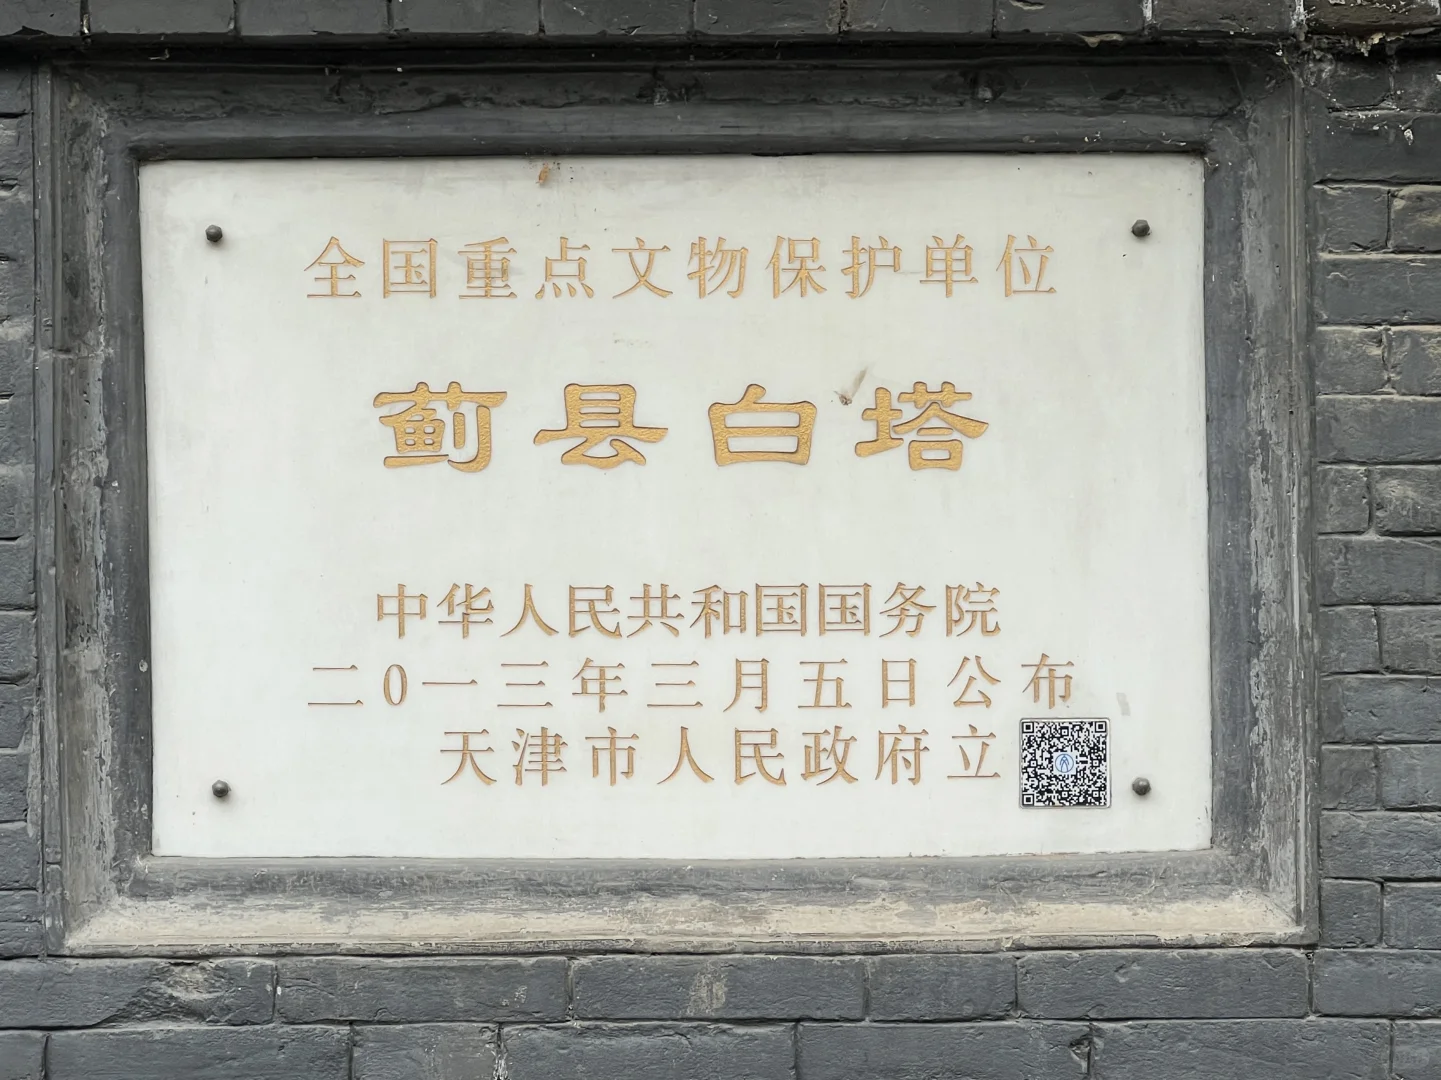 全国重点文物保护单位
蓟县白塔
中华人民共和国国务院
二0一三年三月五日公布
天津市人民政府立